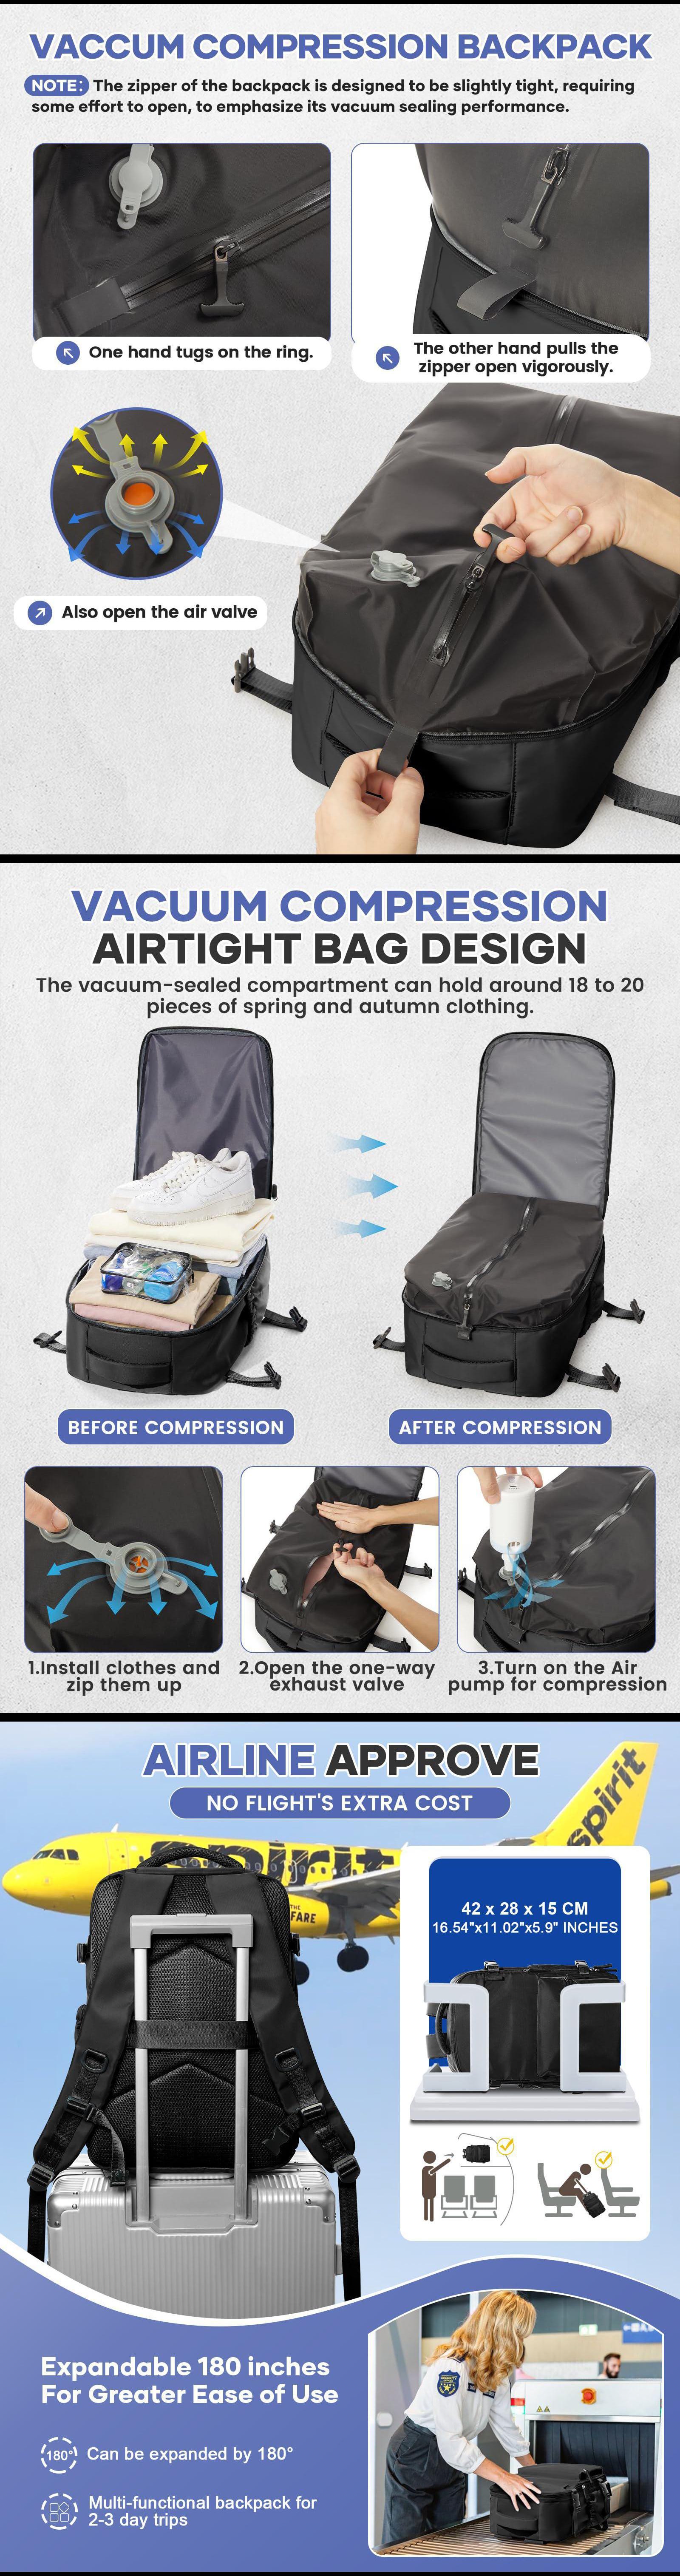 VACCUM COMPRESSION BACKPACK
NOTE: The zipper of the backpack is designed to be slightly tight, requiring
some effort to open, to emphasize its vacuum sealing performance.
One hand tugs on the ring.
The other hand pulls the
zipper open vigorously.
Also open the air valve
VACUUM COMPRESSION
AIRTIGHT BAG DESIGN
The vacuum-sealed compartment can hold around 18 to 20
pieces of spring and autumn clothing.
BEFORE COMPRESSION
AFTER COMPRESSION
1.Install clothes and
zip them up
2.Open the one-way
exhaust valve
3.Turn on the Air
pump for compression
AIRLINE APPROVE
NO FLIGHT'S EXTRA COST
spirit
spirit
THE
FARE
42 x 28 x 15 CM
16.54"x11.02"x5.9" INCHES
Expandable 180 inches
For Greater Ease of Use
180° Can be expanded by 180°
Multi-functional backpack for
2-3 day trips